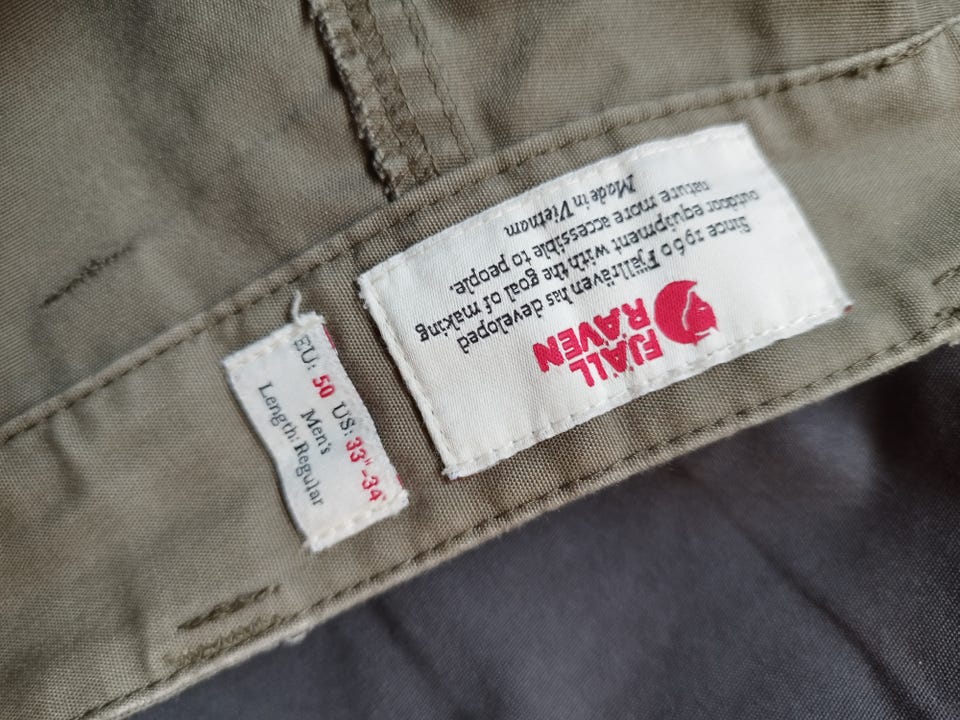 FJÄLL
RÄVEN
Since 1960 Fjällräven has developed
outdoor equipment with the goal of making
nature more accessible to people.
Made in Vietnam
EU: 50 US: 33"-34"
Men's
Length: Regular